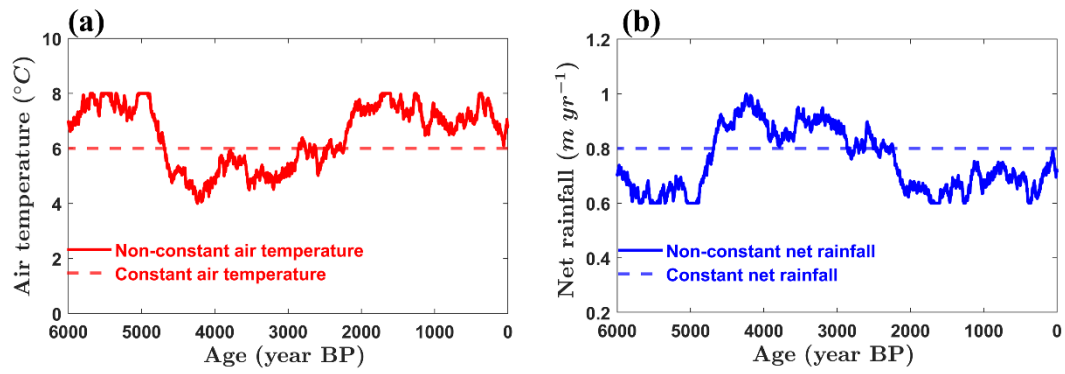 (a)
Air temperature (°C)
10
8
6
4
2
0
Non-constant air temperature
Constant air temperature
6000 5000 4000 3000 2000 1000 0
Age (year BP)
(b)
Net rainfall (m yr⁻¹)
1.2
1
0.8
0.6
0.4
0.2
Non-constant net rainfall
Constant net rainfall
6000 5000 4000 3000 2000 1000 0
Age (year BP)